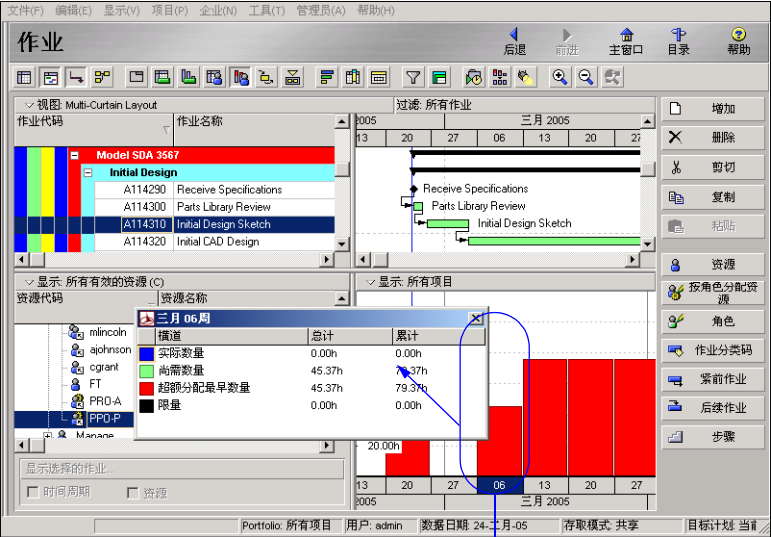 文件(F) 编辑(E) 显示(V) 项目(P) 企业(N) 工具(T) 管理员(A) 帮助(H)
作业
后退 前进 主窗口 目录 帮助
视图: Multi-Curtain Layout
过滤: 所有作业
作业代码 作业名称
2005 三月 2005
13 20 27 06 13 20 27
Model SDA 3567
Initial Design
A114290 Receive Specifications
A114300 Parts Library Review
A114310 Initial Design Sketch
A114320 Initial CAD Design
Receive Specifications
Parts Library Review
Initial Design Sketch
增加
删除
剪切
复制
粘贴
资源
按角色分配资源
角色
作业分类码
紧前作业
后续作业
步骤
显示: 所有有效的资源 (C)
显示: 所有项目
资源代码 资源名称
mlincoln
ajohnson
cgrant
FT
PRO-A
PPO-P
Manage
三月 06周
横道 总计 累计
实际数量 0.00h 0.00h
尚需数量 45.37h 79.37h
超额分配最早数量 45.37h 79.37h
限量 0.00h 0.00h
20.00h
显示选择的作业...
时间周期 资源
13 20 27 06 13 20 27
2005 三月 2005
Portfolio: 所有项目 用户: admin 数据日期: 24-二月-05 存取模式: 共享 目标计划: 当前